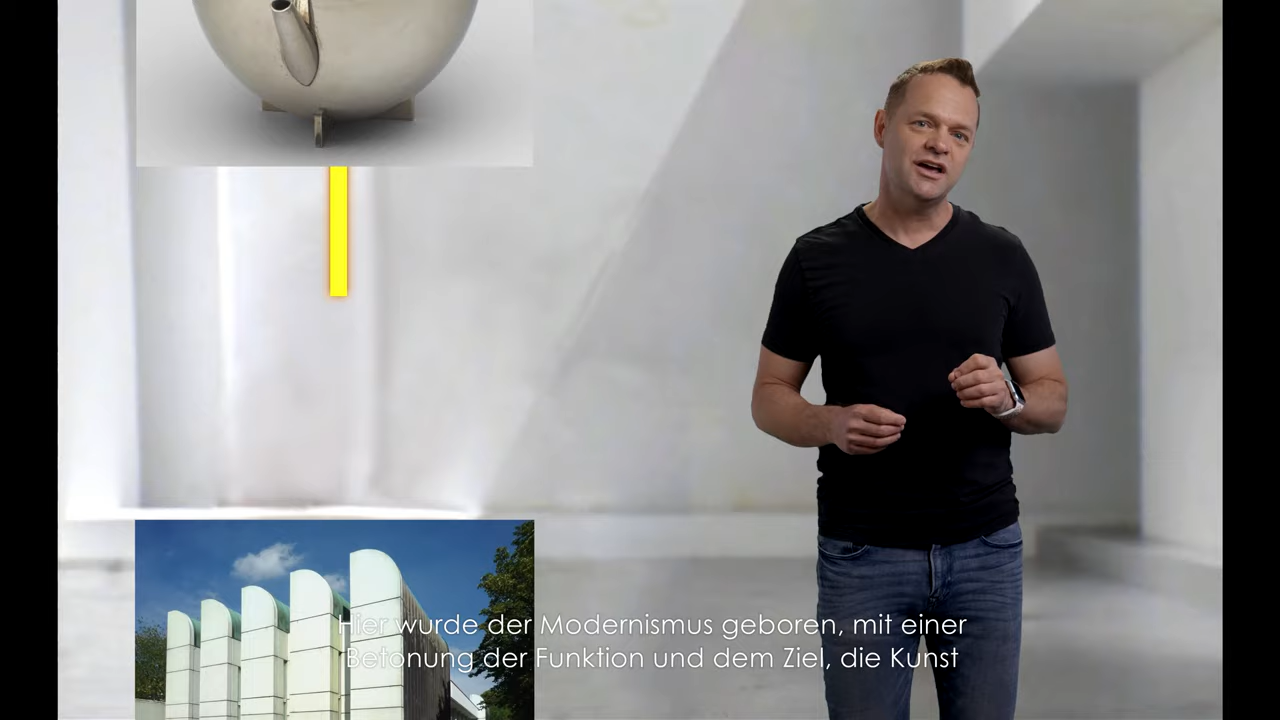 Hier wurde der Modernismus geboren, mit einer
Betonung der Funktion und dem Ziel, die Kunst